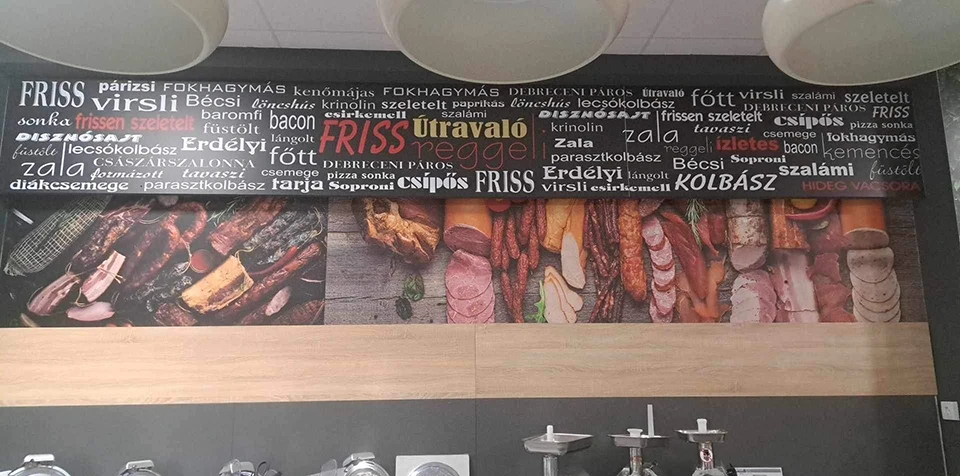 FRISS párizsi FOKHAGYMÁS kenőmájas FOKHAGYMÁS DEBRECENI PÁROS Útravaló főtt virsli szalámi szeletelt
virsli Bécsi löncshús krinolin szeletelt paprikás löncshús lecsókolbász DEBRECENI PÁROS FRISS
sonka frissen szeletelt baromfi bacon csirkemell FRISS Útravaló szalámi DISZNÓSAJT frissen szeletelt csípős pizza sonka
DISZNÓSAJT füstölt lángolt krinolin zala tavaszi csemege fokhagymás
füstölt lecsókolbász Erdélyi főtt reggeli Zala reggeli ízletes bacon kemencés
zala CSÁSZÁRSZALONNA DEBRECENI PÁROS parasztkolbász Bécsi Soproni
formázott tavaszi csemege pizza sonka Erdélyi lángolt szalámi füstölt
diákcsemege parasztkolbász tarja Soproni csípős FRISS virsli csirkemell KOLBÁSZ HIDEG VACSORA